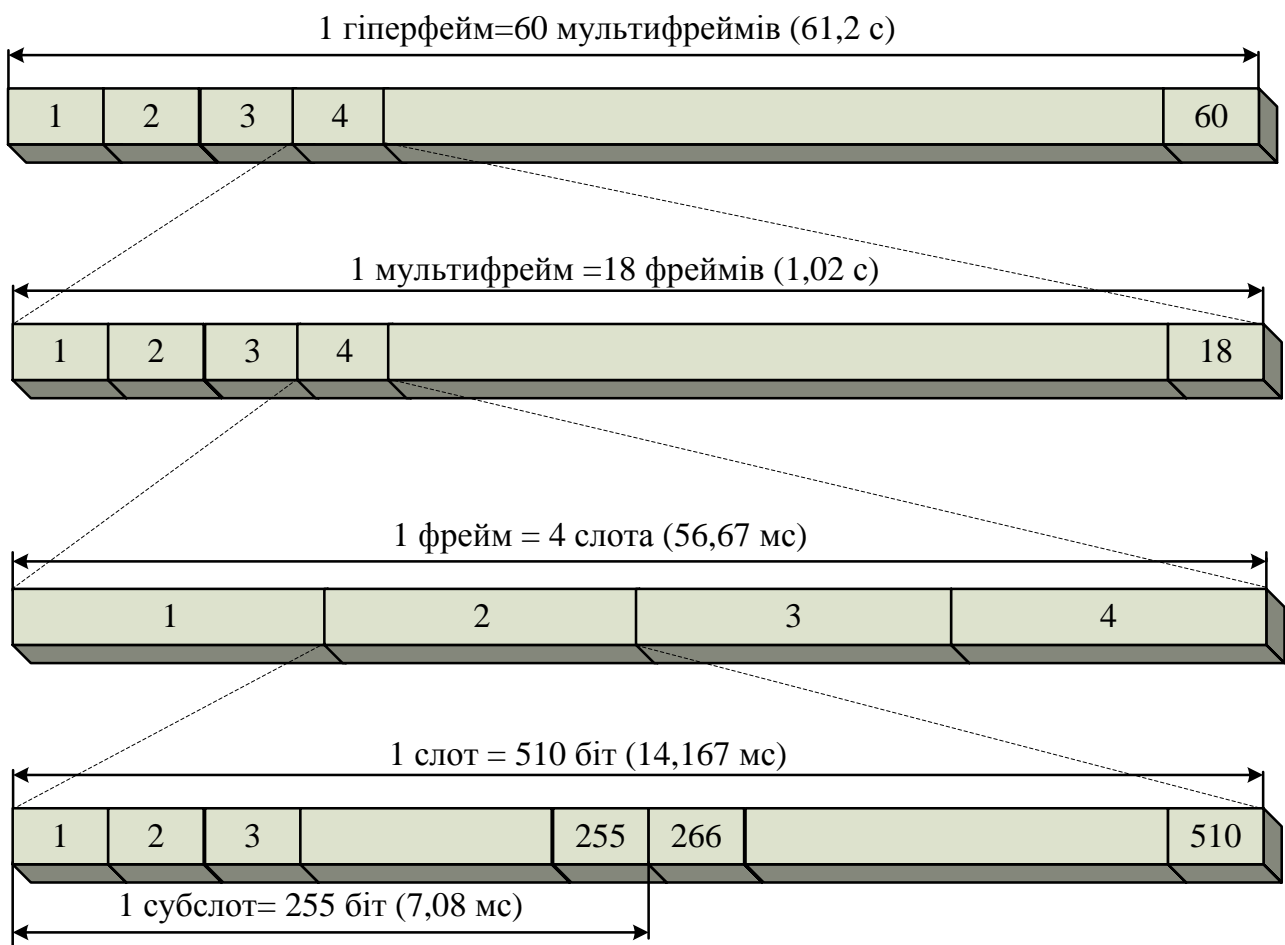 1 гіперфейм=60 мультифреймів (61,2 с)
1 2 3 4 60
1 мультифрейм =18 фреймів (1,02 с)
1 2 3 4 18
1 фрейм = 4 слота (56,67 мс)
1 2 3 4
1 слот = 510 біт (14,167 мс)
1 2 3 255 266 510
1 субслот= 255 біт (7,08 мс)